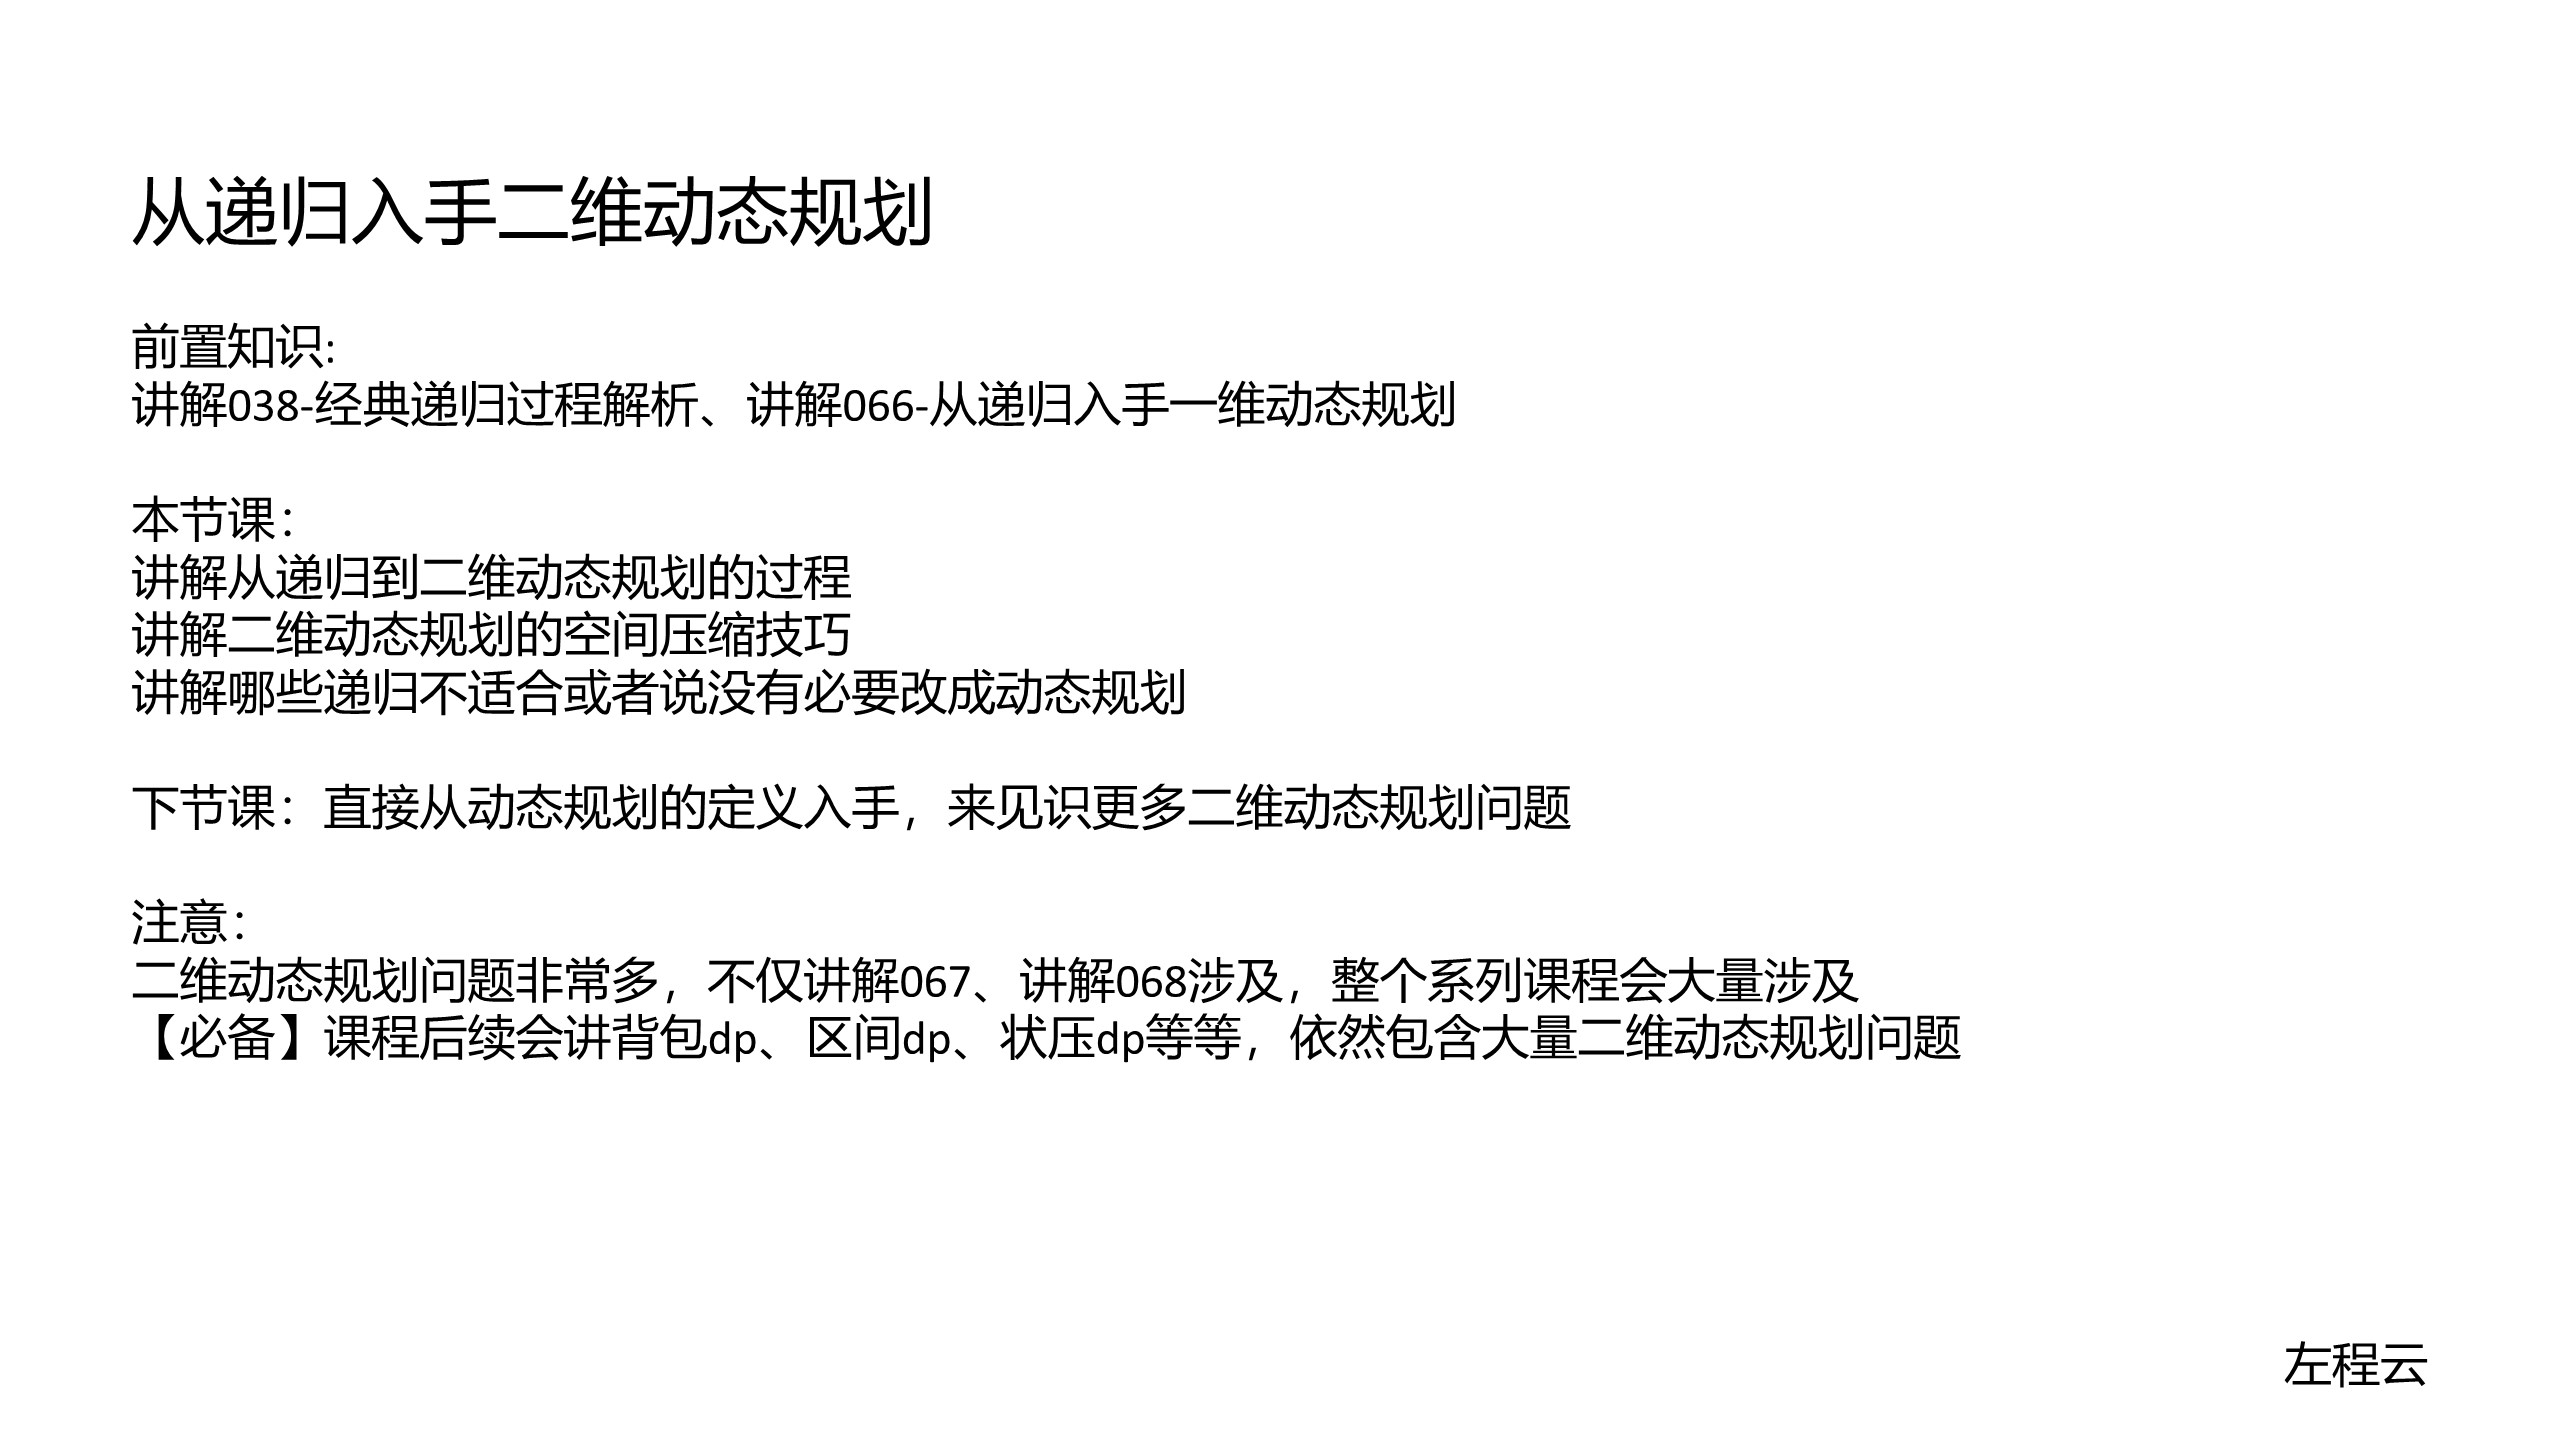 从递归入手二维动态规划
前置知识:
讲解038-经典递归过程解析、讲解066-从递归入手一维动态规划
本节课：
讲解从递归到二维动态规划的过程
讲解二维动态规划的空间压缩技巧
讲解哪些递归不适合或者说没有必要改成动态规划
下节课：直接从动态规划的定义入手，来见识更多二维动态规划问题
注意：
二维动态规划问题非常多，不仅讲解067、讲解068涉及，整个系列课程会大量涉及
【必备】课程后续会讲背包dp、区间dp、状压dp等等，依然包含大量二维动态规划问题
左程云